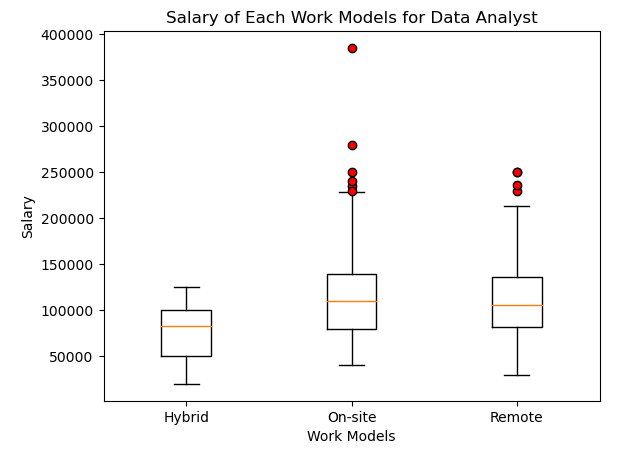 Salary of Each Work Models for Data Analyst
400000
350000
300000
250000
200000
150000
100000
50000
Salary
Hybrid On-site Remote
Work Models